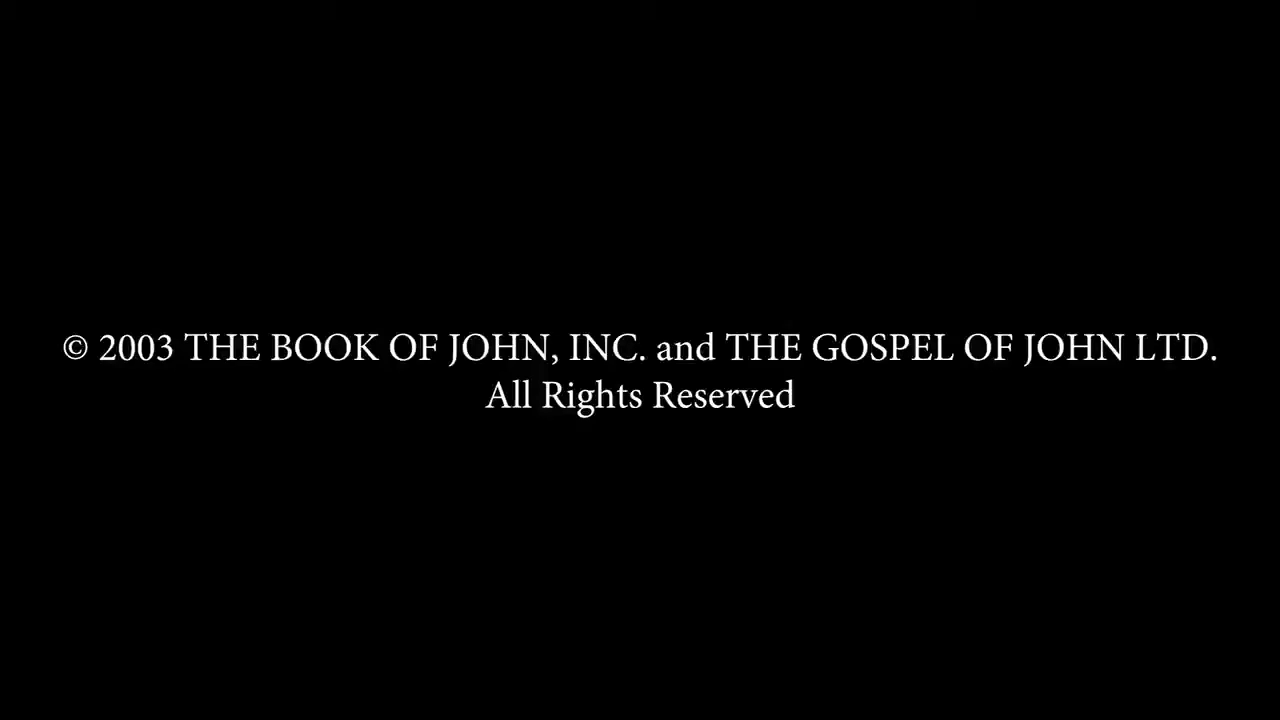 © 2003 THE BOOK OF JOHN, INC. and THE GOSPEL OF JOHN LTD.
All Rights Reserved